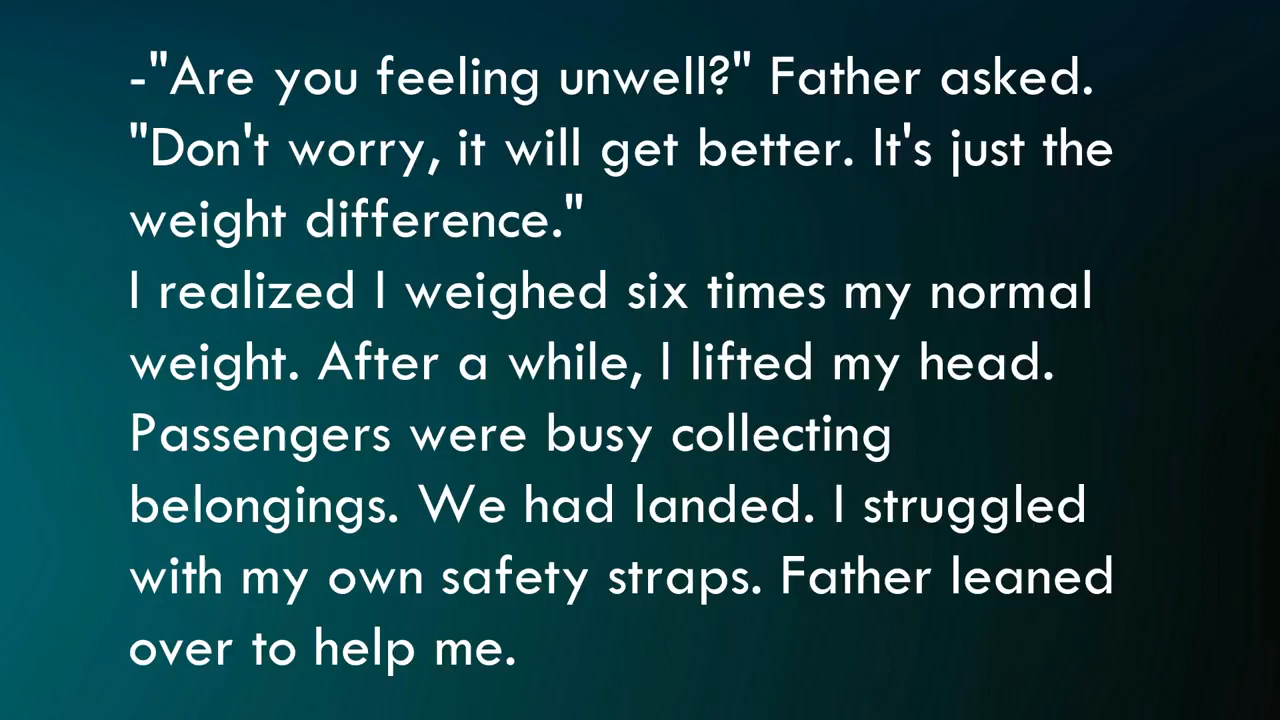 -"Are you feeling unwell?" Father asked.
"Don't worry, it will get better. It's just the
weight difference."
I realized I weighed six times my normal
weight. After a while, I lifted my head.
Passengers were busy collecting
belongings. We had landed. I struggled
with my own safety straps. Father leaned
over to help me.